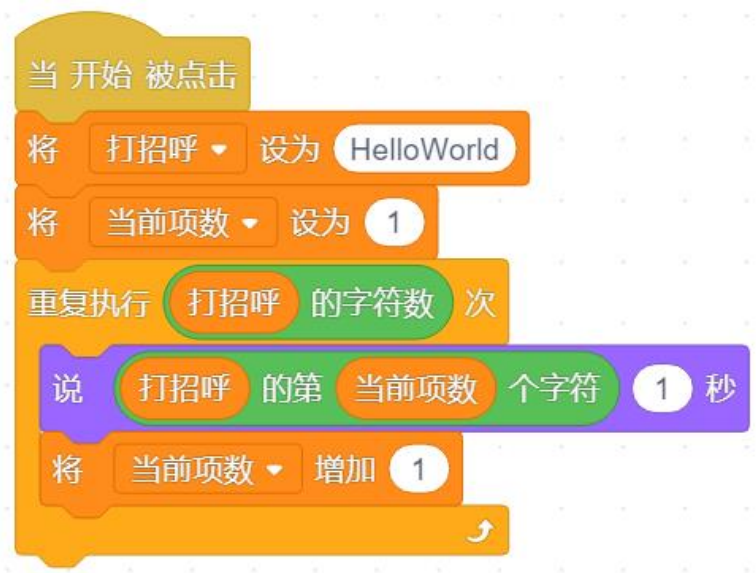 当 开始 被点击
将 打招呼 设为 HelloWorld
将 当前项数 设为 1
重复执行 打招呼 的字符数 次
说 打招呼 的第 当前项数 个字符 1 秒
将 当前项数 增加 1